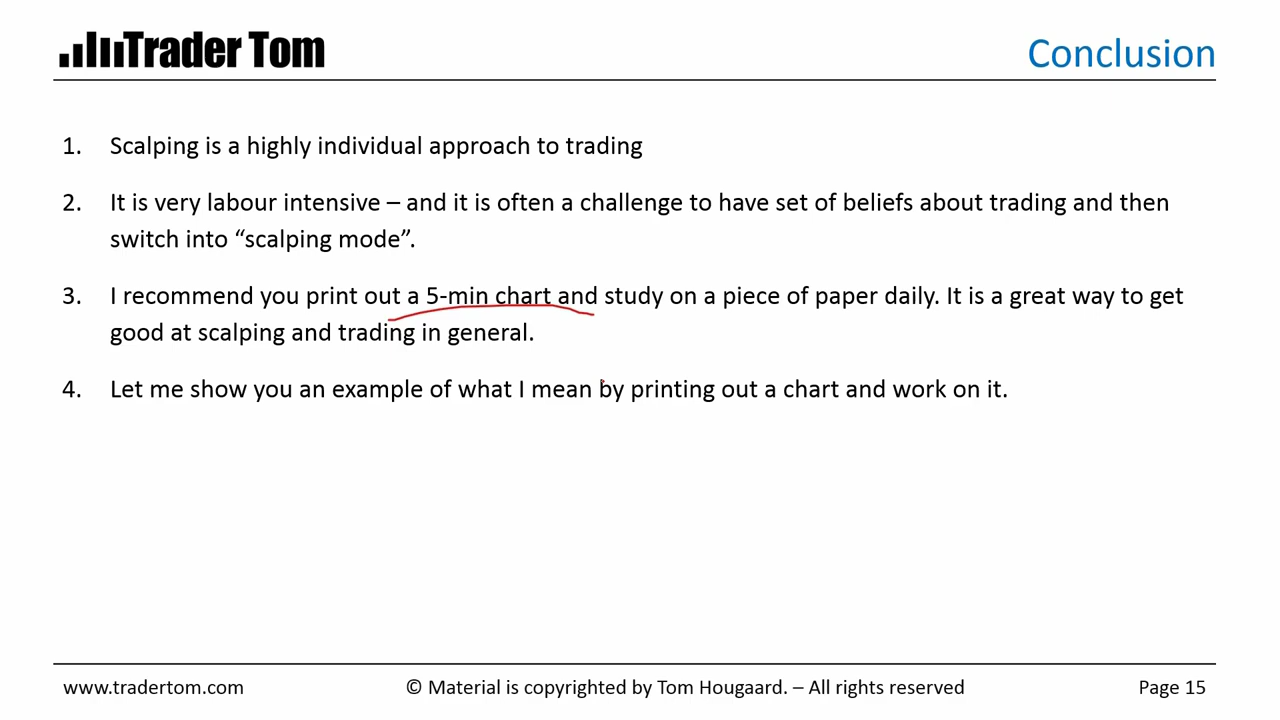 Trader Tom
Conclusion
1. Scalping is a highly individual approach to trading
2. It is very labour intensive – and it is often a challenge to have set of beliefs about trading and then
switch into “scalping mode”.
3. I recommend you print out a 5-min chart and study on a piece of paper daily. It is a great way to get
good at scalping and trading in general.
4. Let me show you an example of what I mean by printing out a chart and work on it.
www.tradertom.com
© Material is copyrighted by Tom Hougaard. – All rights reserved
Page 15